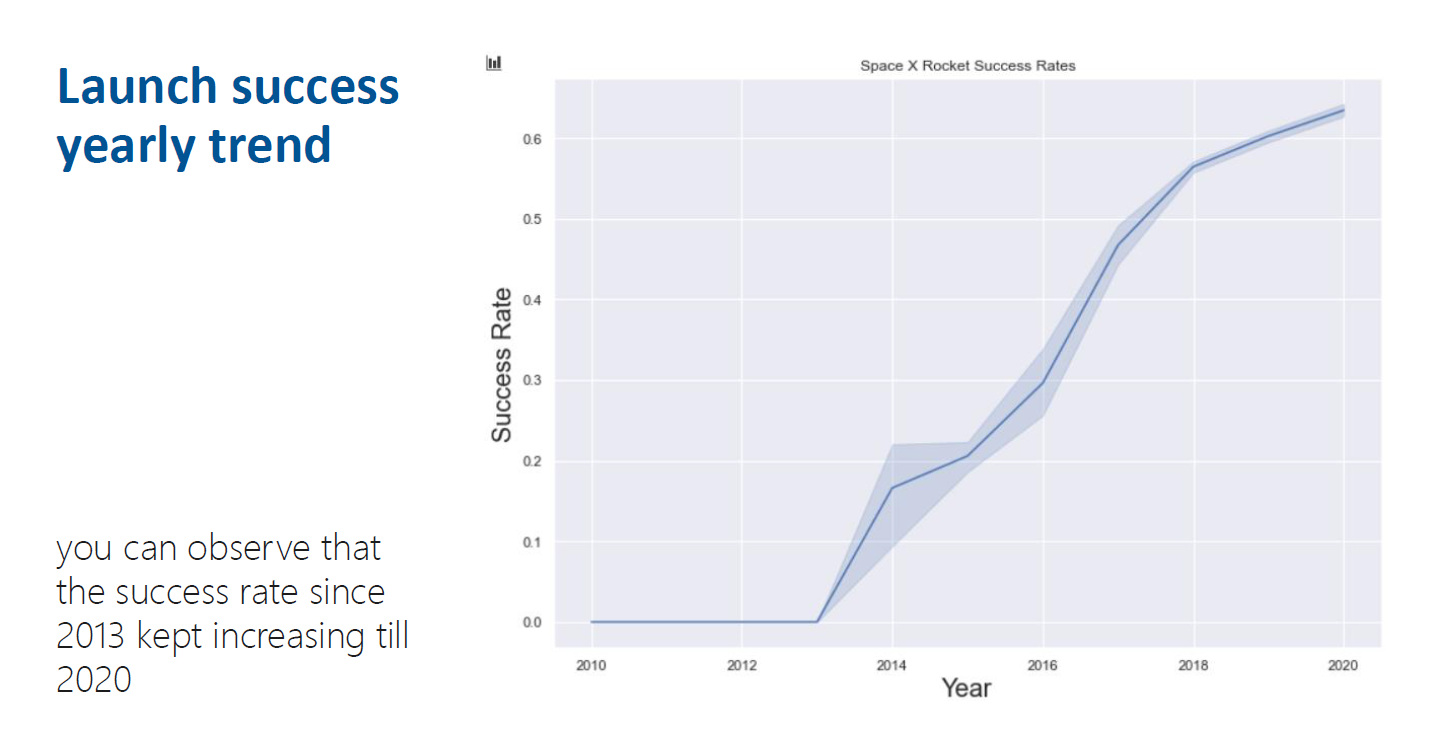 Launch success
yearly trend
you can observe that
the success rate since
2013 kept increasing till
2020
Space X Rocket Success Rates
Success Rate
0.6
0.5
0.4
0.3
0.2
0.1
0.0
2010 2012 2014 2016 2018 2020
Year